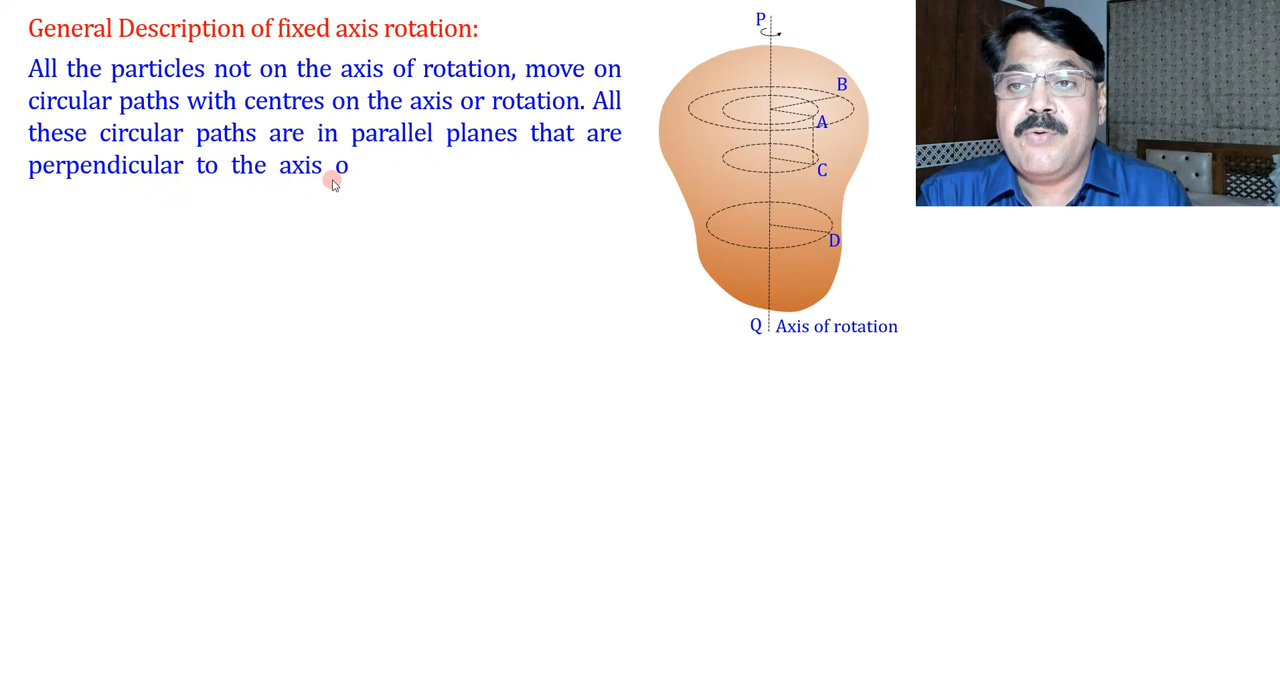 General Description of fixed axis rotation:
All the particles not on the axis of rotation, move on
circular paths with centres on the axis or rotation. All
these circular paths are in parallel planes that are
perpendicular to the axis o
P
B
A
C
D
Q Axis of rotation